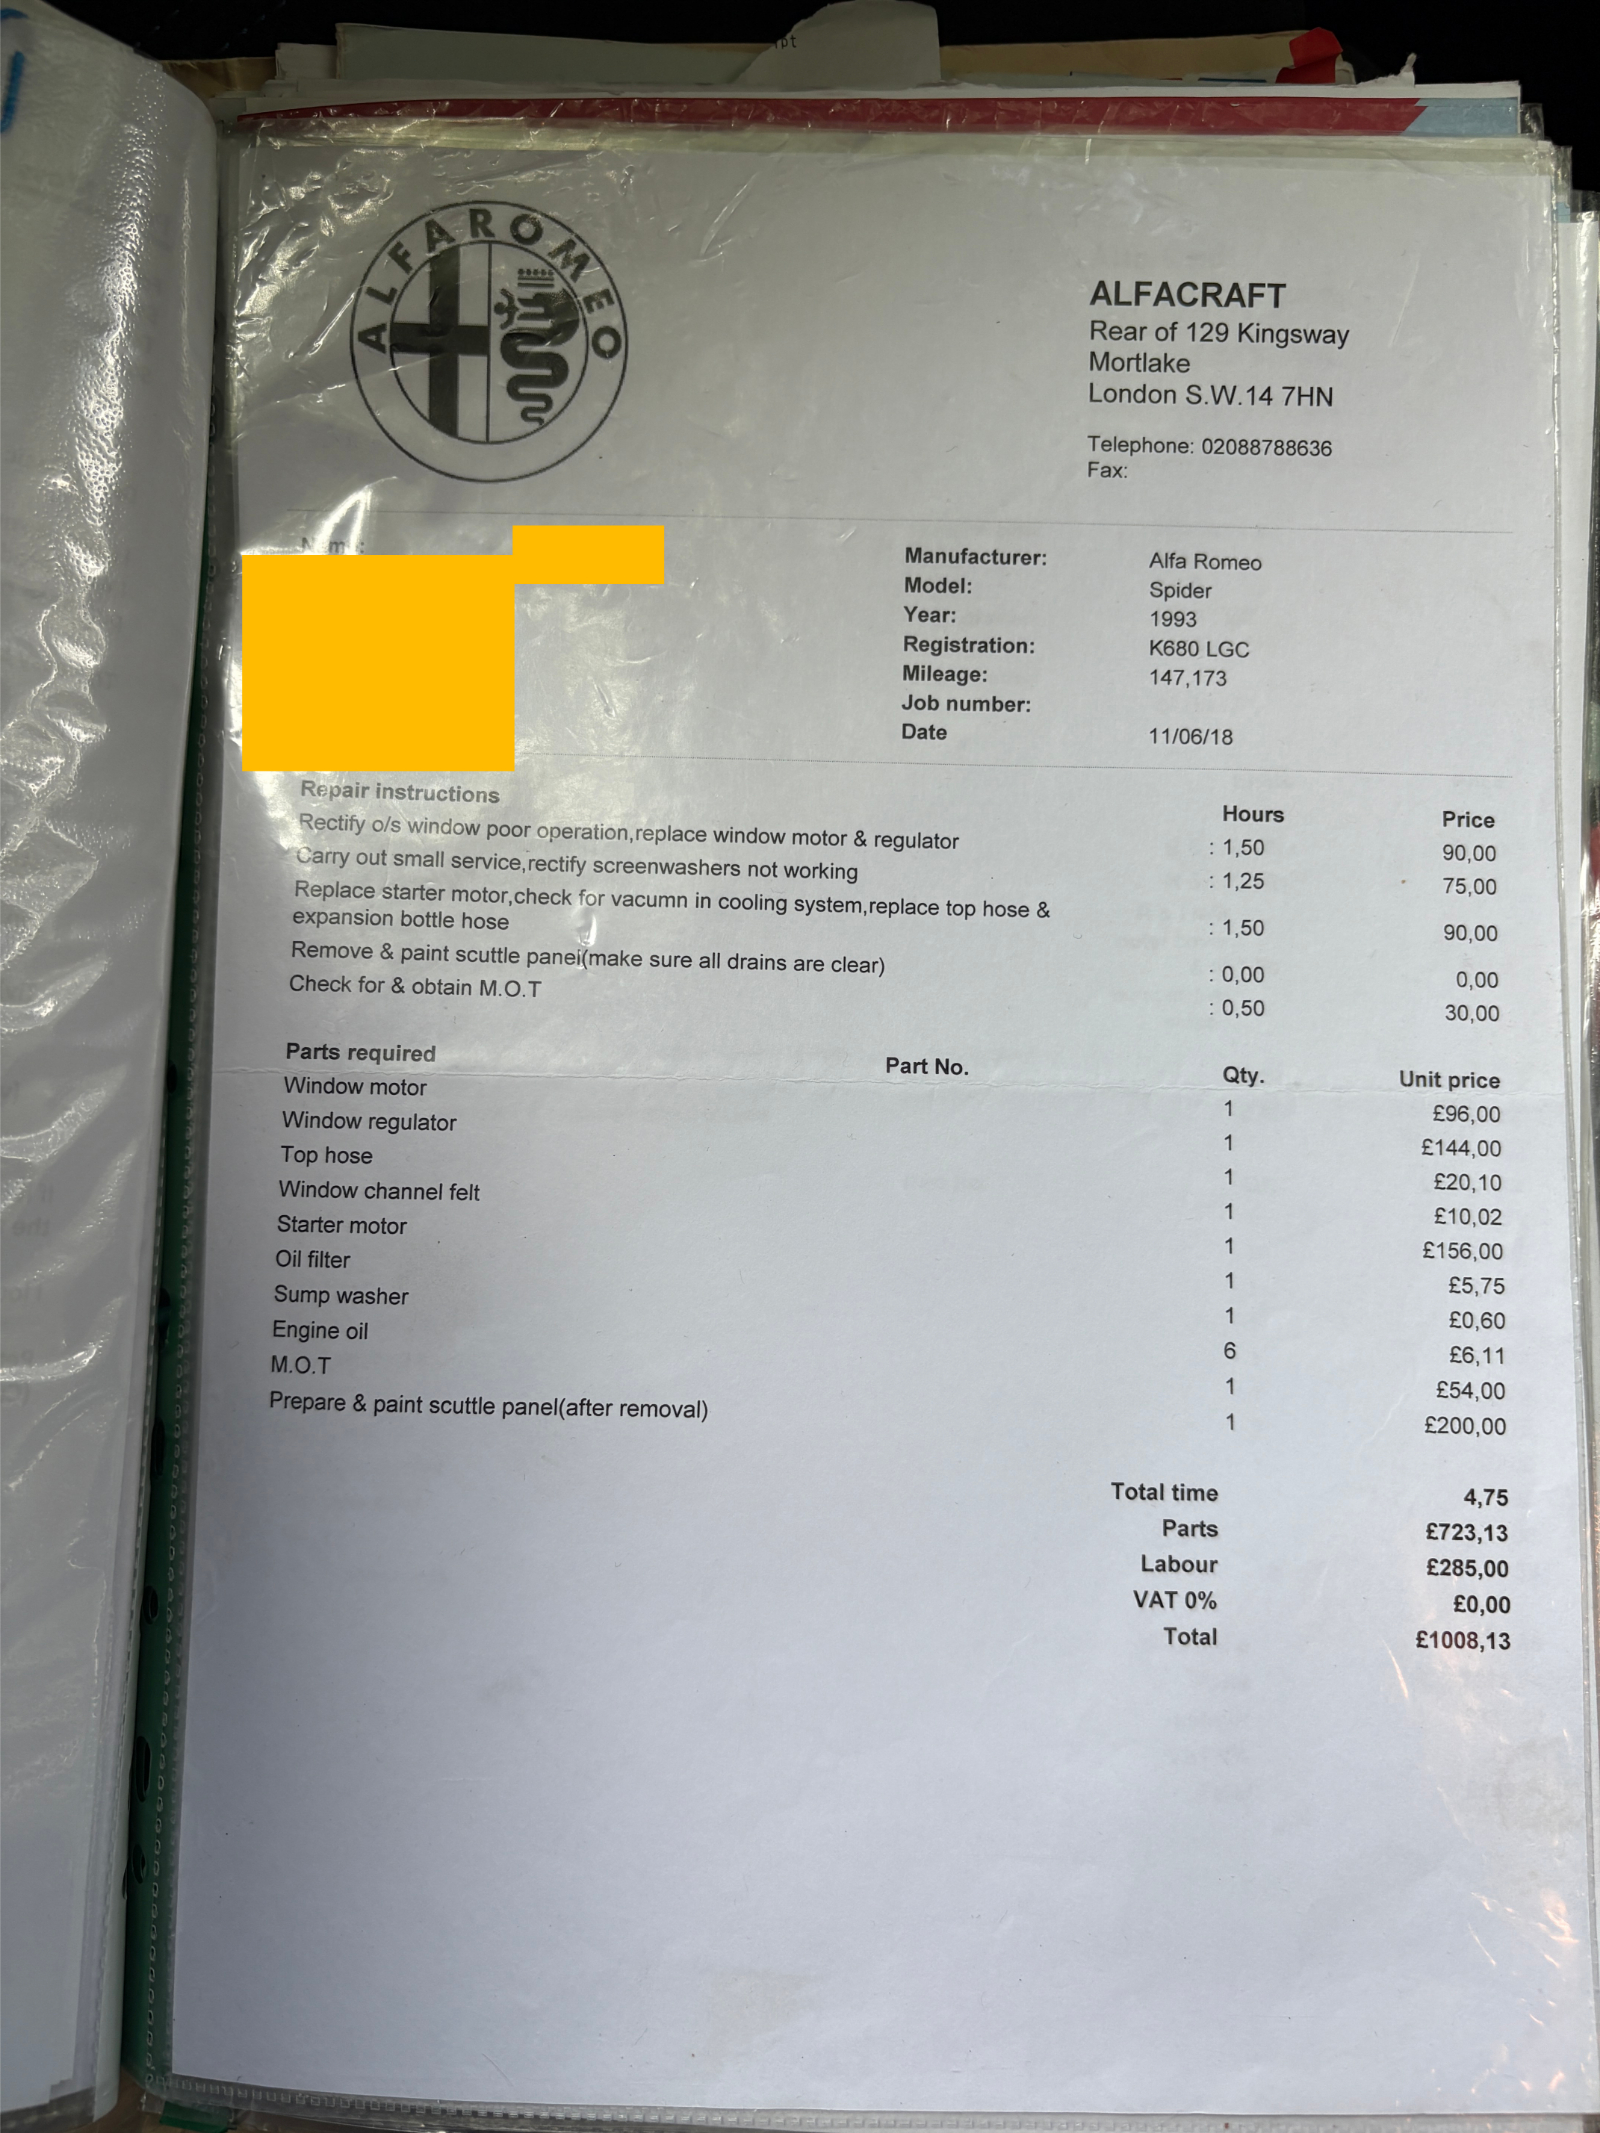 pt
ALFA ROMEO
ALFACRAFT
Rear of 129 Kingsway
Mortlake
London S.W.14 7HN
Telephone: 02088788636
Fax:
Name:
Manufacturer: Alfa Romeo
Model: Spider
Year: 1993
Registration: K680 LGC
Mileage: 147,173
Job number:
Date 11/06/18
Repair instructions Hours Price
Rectify o/s window poor operation,replace window motor & regulator : 1,50 90,00
Carry out small service,rectify screenwashers not working : 1,25 75,00
Replace starter motor,check for vacumn in cooling system,replace top hose &
expansion bottle hose : 1,50 90,00
Remove & paint scuttle panel(make sure all drains are clear) : 0,00 0,00
Check for & obtain M.O.T : 0,50 30,00
Parts required Part No. Qty. Unit price
Window motor 1 £96,00
Window regulator 1 £144,00
Top hose 1 £20,10
Window channel felt 1 £10,02
Starter motor 1 £156,00
Oil filter 1 £5,75
Sump washer 1 £0,60
Engine oil 6 £6,11
M.O.T 1 £54,00
Prepare & paint scuttle panel(after removal) 1 £200,00
Total time 4,75
Parts £723,13
Labour £285,00
VAT 0% £0,00
Total £1008,13